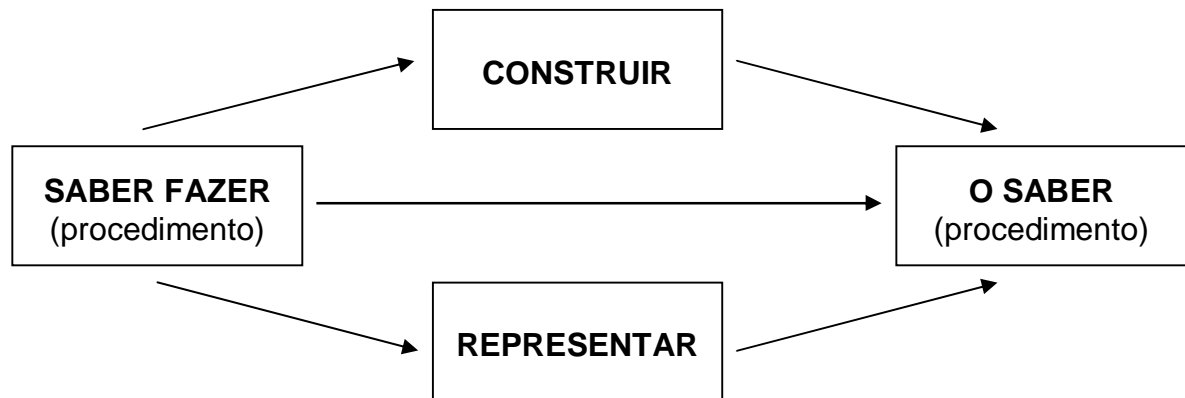 CONSTRUIR
SABER FAZER
(procedimento)
O SABER
(procedimento)
REPRESENTAR